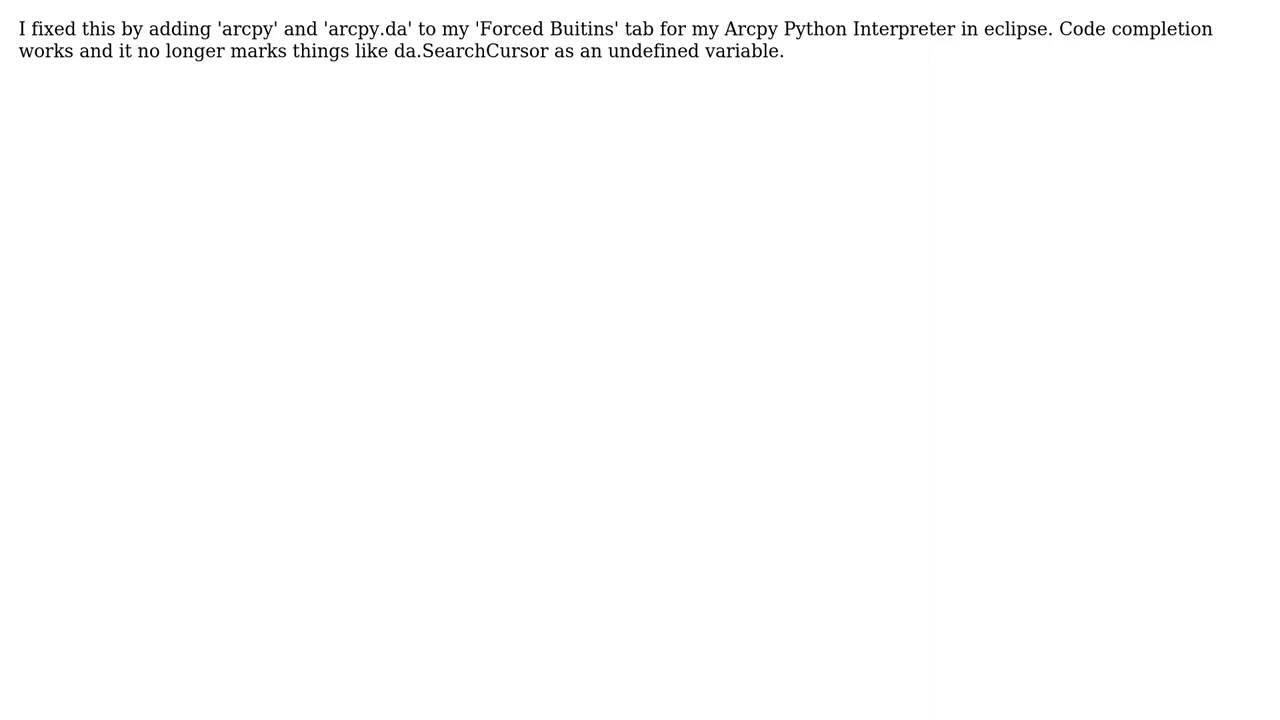 I fixed this by adding 'arcpy' and 'arcpy.da' to my 'Forced Buitins' tab for my Arcpy Python Interpreter in eclipse. Code completion
works and it no longer marks things like da.SearchCursor as an undefined variable.